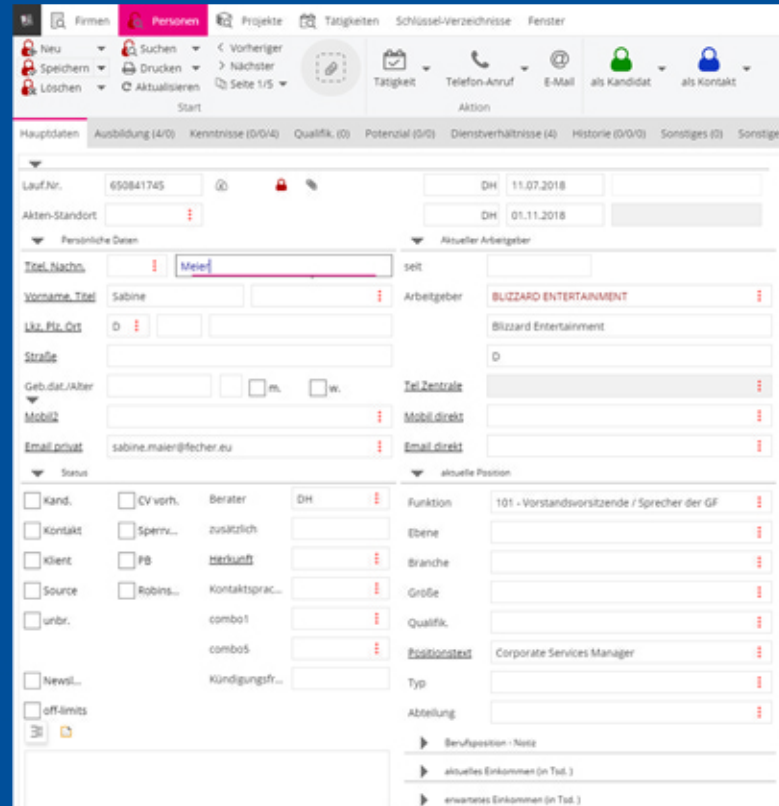 Firmen Personen Projekte Tätigkeiten Schlüssel-Verzeichnisse Fenster
Neu Suchen Vorheriger
Speichern Drucken Nächster
Löschen Aktualisieren Seite 1/5
Tätigkeit Telefon-Anruf E-Mail als Kandidat als Kontakt
Start Aktion
Hauptdaten Ausbildung (4/0) Kenntnisse (0/0/4) Qualifik. (0) Potenzial (0/0) Dienstverhältnisse (4) Historie (0/0/0) Sonstiges (0) Sonstige
Lauf.Nr. 650841745 DH 11.07.2018
Akten-Standort DH 01.11.2018
Persönliche Daten Aktueller Arbeitgeber
Titel, Nachn. Meier seit
Vorname, Titel Sabine Arbeitgeber BLIZZARD ENTERTAINMENT
Lkz, Plz, Ort D Blizzard Entertainment
Straße D
Geb.dat./Alter m. w. Tel Zentrale
Mobil2 Mobil direkt
Email privat sabine.maier@fecher.eu Email direkt
Status aktuelle Position
Kand. CV vorh. Berater DH Funktion 101 - Vorstandsvorsitzende / Sprecher der GF
Kontakt Sperrv... zusätzlich Ebene
Klient PB Herkunft Branche
Source Robins... Kontaktsprac... Größe
unbr. combo1 Qualifik.
combo5 Positionstext Corporate Services Manager
Newsl... Kündigungsfr... Typ
off-limits Abteilung
Berufsposition - Notiz
aktuelles Einkommen (in Tsd. )
erwartetes Einkommen (in Tsd. )